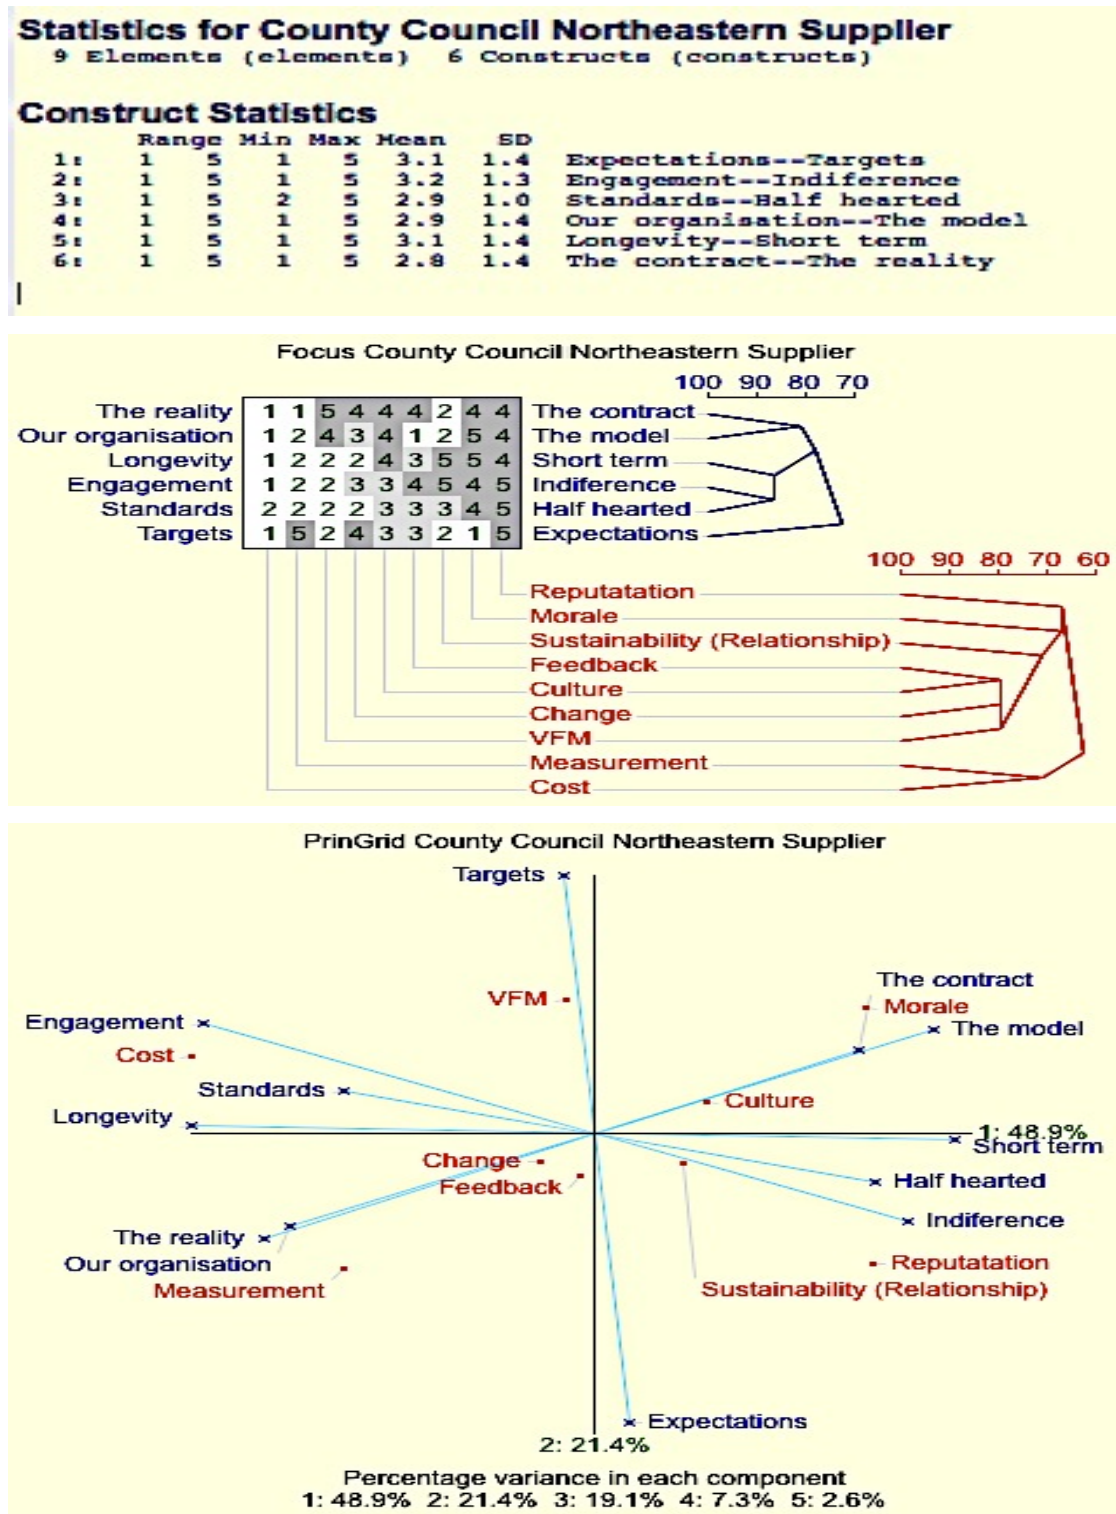 Statistics for County Council Northeastern Supplier
9 Elements (elements) 6 Constructs (constructs)
Construct Statistics
Range Min Max Mean SD
1: 1 5 1 5 3.1 1.4 Expectations--Targets
2: 1 5 1 5 3.2 1.3 Engagement--Indiference
3: 1 5 2 5 2.9 1.0 Standards--Half hearted
4: 1 5 1 5 2.9 1.4 Our organisation--The model
5: 1 5 1 5 3.1 1.4 Longevity--Short term
6: 1 5 1 5 2.8 1.4 The contract--The reality
Focus County Council Northeastern Supplier
100 90 80 70
The reality 1 1 5 4 4 4 2 4 4 The contract
Our organisation 1 2 4 3 4 1 2 5 4 The model
Longevity 1 2 2 2 4 3 5 5 4 Short term
Engagement 1 2 2 3 3 4 5 4 5 Indiference
Standards 2 2 2 2 3 3 3 4 5 Half hearted
Targets 1 5 2 4 3 3 2 1 5 Expectations
100 90 80 70 60
Reputatation
Morale
Sustainability (Relationship)
Feedback
Culture
Change
VFM
Measurement
Cost
PrinGrid County Council Northeastern Supplier
Targets
The contract
VFM
Morale
Engagement
The model
Cost
Standards
Culture
Longevity
1: 48.9%
Short term
Change
Feedback
Half hearted
Indiference
The reality
Our organisation
Reputatation
Measurement
Sustainability (Relationship)
Expectations
2: 21.4%
Percentage variance in each component
1: 48.9% 2: 21.4% 3: 19.1% 4: 7.3% 5: 2.6%